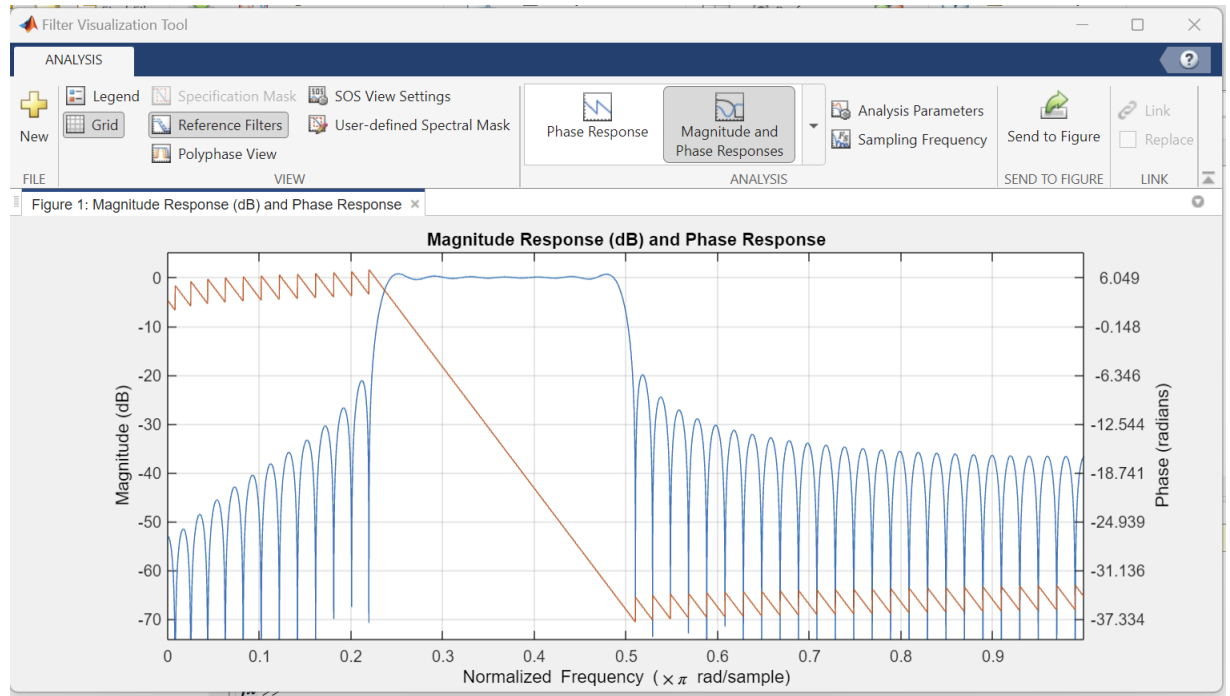 Filter Visualization Tool
ANALYSIS
?
New
Legend
Grid
Specification Mask
Reference Filters
Polyphase View
SOS View Settings
User-defined Spectral Mask
Phase Response
Magnitude and
Phase Responses
Analysis Parameters
Sampling Frequency
Send to Figure
Link
Replace
FILE
VIEW
ANALYSIS
SEND TO FIGURE
LINK
Figure 1: Magnitude Response (dB) and Phase Response
Magnitude Response (dB) and Phase Response
Magnitude (dB)
0
-10
-20
-30
-40
-50
-60
-70
6.049
-0.148
-6.346
-12.544
-18.741
-24.939
-31.136
-37.334
Phase (radians)
0 0.1 0.2 0.3 0.4 0.5 0.6 0.7 0.8 0.9
Normalized Frequency (×π rad/sample)